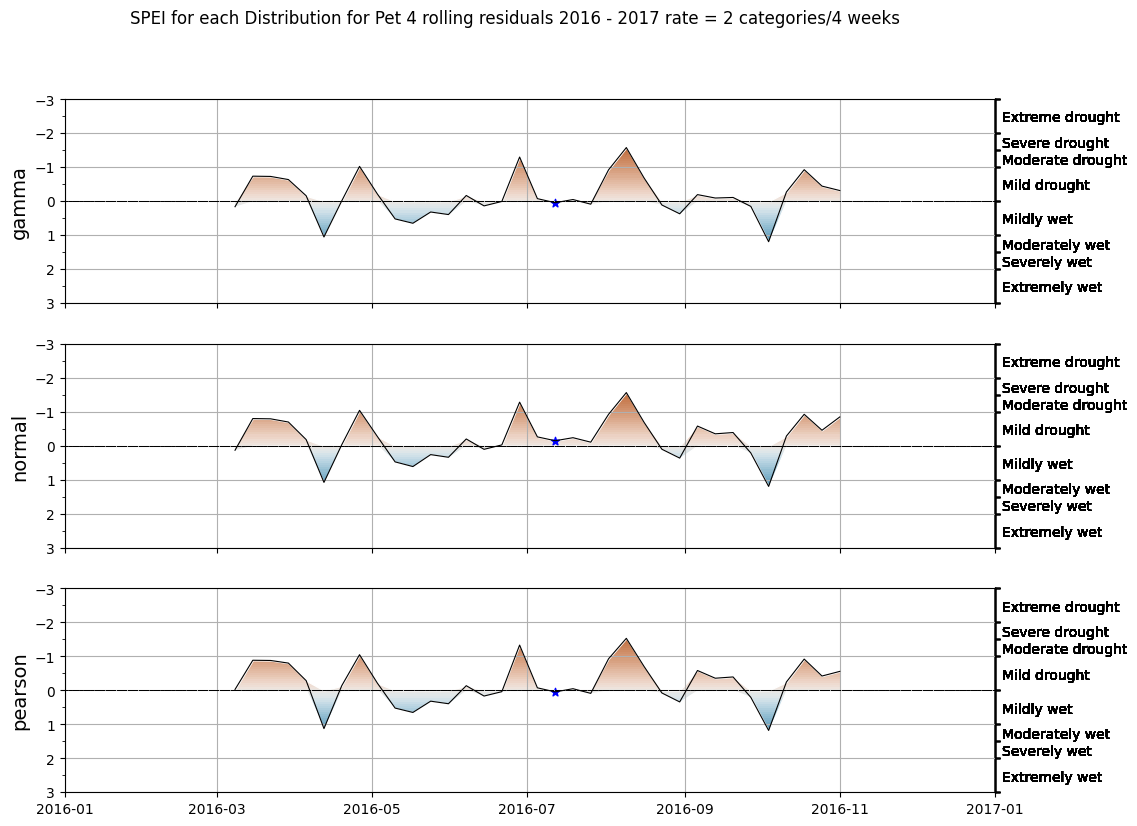 SPEI for each Distribution for Pet 4 rolling residuals 2016 - 2017 rate = 2 categories/4 weeks
gamma
−3
−2
−1
0
1
2
3
Extreme drought
Severe drought
Moderate drought
Mild drought
Mildly wet
Moderately wet
Severely wet
Extremely wet
normal
−3
−2
−1
0
1
2
3
Extreme drought
Severe drought
Moderate drought
Mild drought
Mildly wet
Moderately wet
Severely wet
Extremely wet
pearson
−3
−2
−1
0
1
2
3
Extreme drought
Severe drought
Moderate drought
Mild drought
Mildly wet
Moderately wet
Severely wet
Extremely wet
2016-01 2016-03 2016-05 2016-07 2016-09 2016-11 2017-01